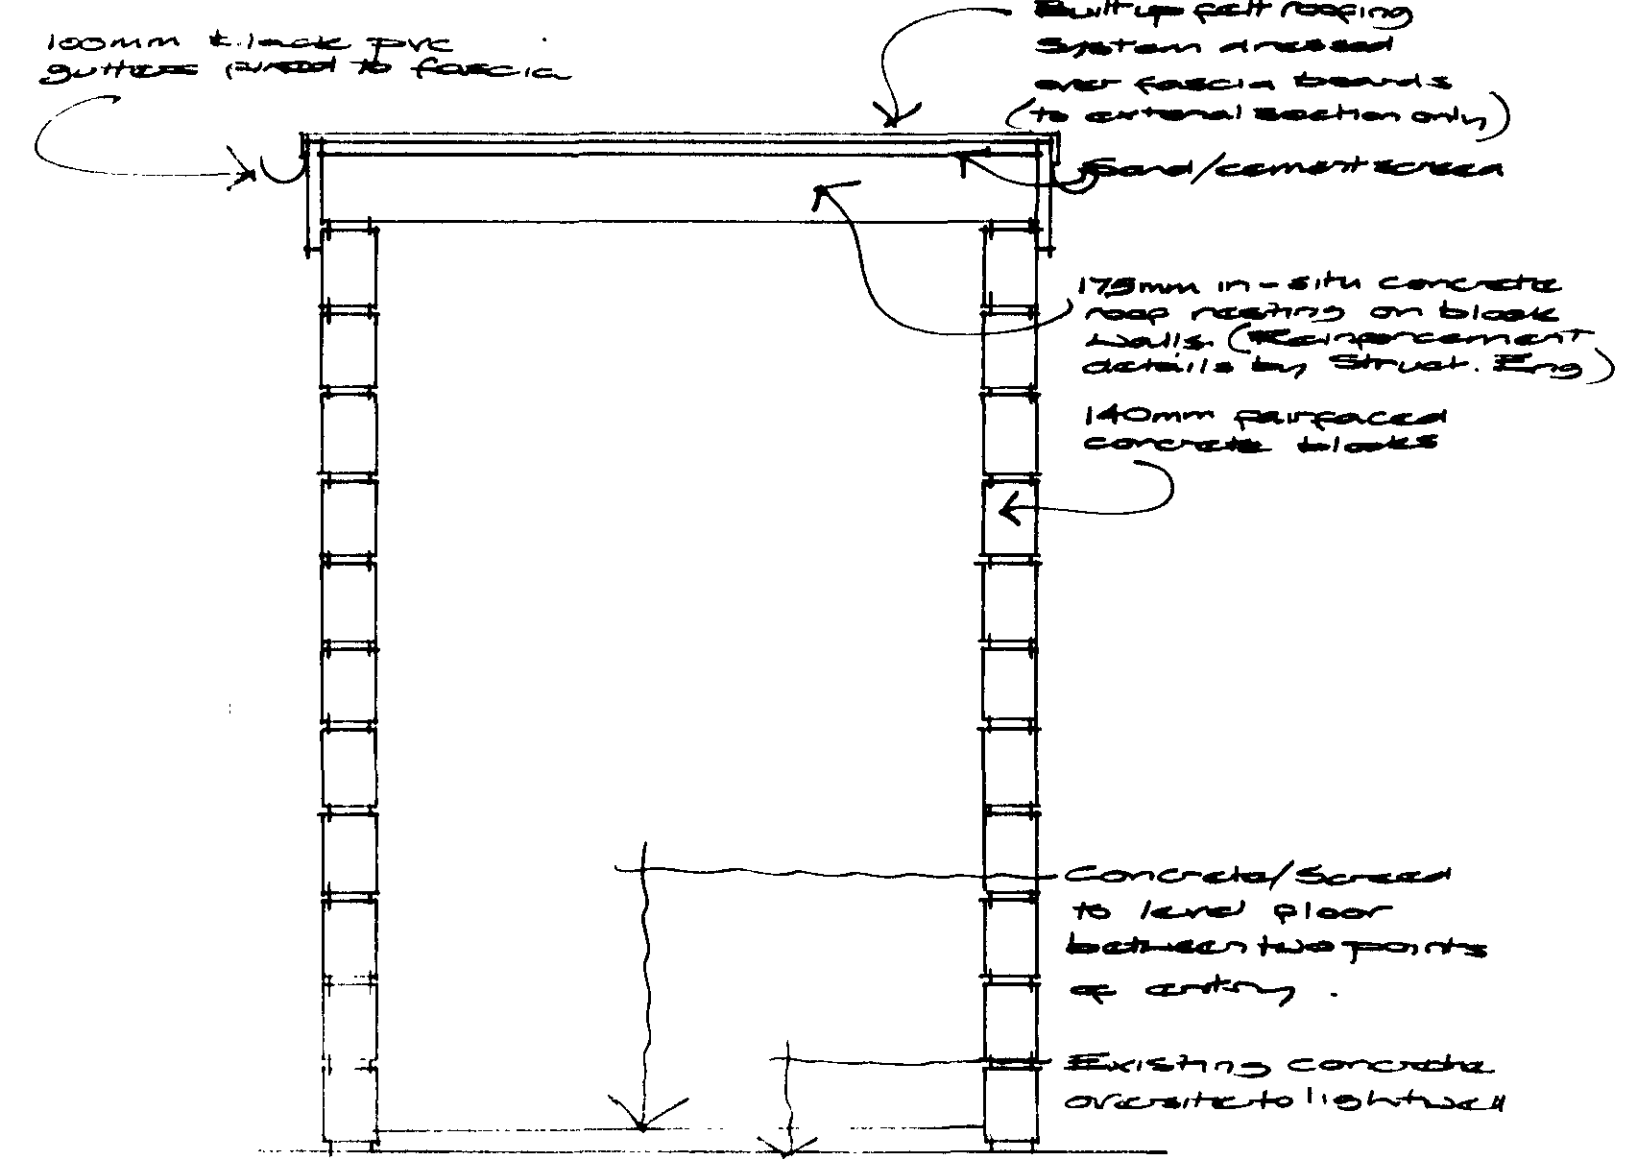 100mm black pvc
gutters fixed to fascia
Built up felt roofing
system dressed
over fascia boards
(to external section only)
Sand/cement screed
175mm in-situ concrete
roof resting on block
walls (Reinforcement
details by Struct. Eng)
140mm fairfaced
concrete blocks
Concrete/Screed
to level floor
between two points
of entry.
Existing concrete
oversite to lightwell